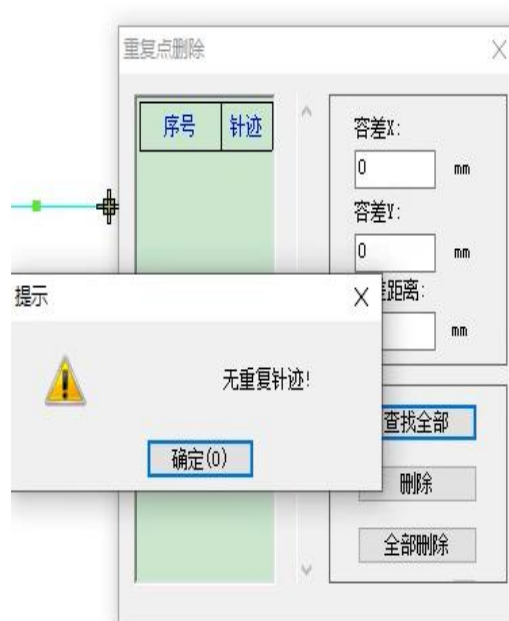 重复点删除
序号 针迹
容差X:
0 mm
容差Y:
0 mm
距离:
mm
提示
无重复针迹!
确定(O)
查找全部
删除
全部删除